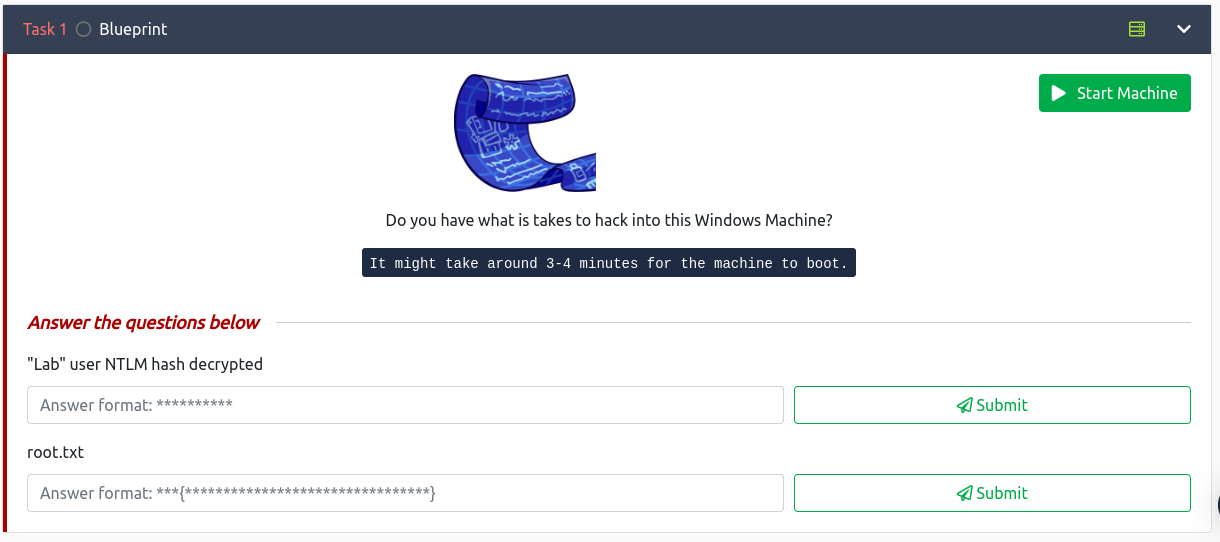 Task 1 Blueprint
Start Machine
Do you have what is takes to hack into this Windows Machine?
It might take around 3-4 minutes for the machine to boot.
Answer the questions below
"Lab" user NTLM hash decrypted
Answer format: **********
Submit
root.txt
Answer format: ***{********************************}
Submit